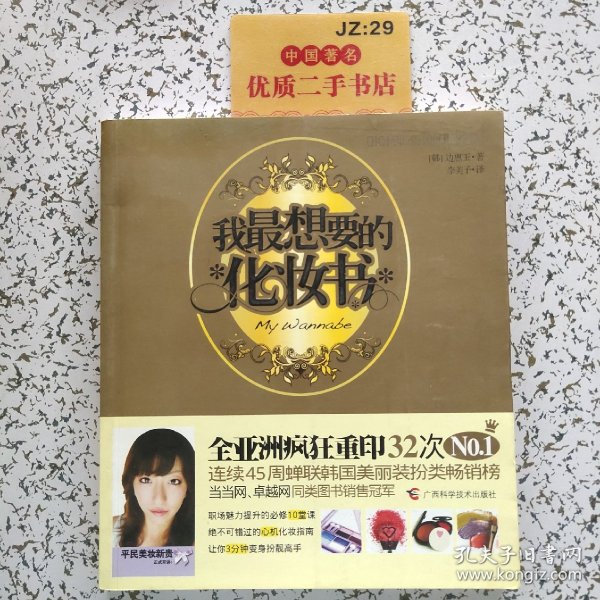 JZ:29
中国著名
优质二手书店
[韩]边惠玉·著
李美子·译
我最想要的
化妆书
My Wannabe
全亚洲疯狂重印32次
No.1
连续45周蝉联韩国美丽装扮类畅销榜
当当网、卓越网同类图书销售冠军
广西科学技术出版社
职场魅力提升的必修10堂课
绝不可错过的心机化妆指南
让你3分钟变身扮靓高手
平民美妆新贵
孔夫子旧书网
www.kongfz.com